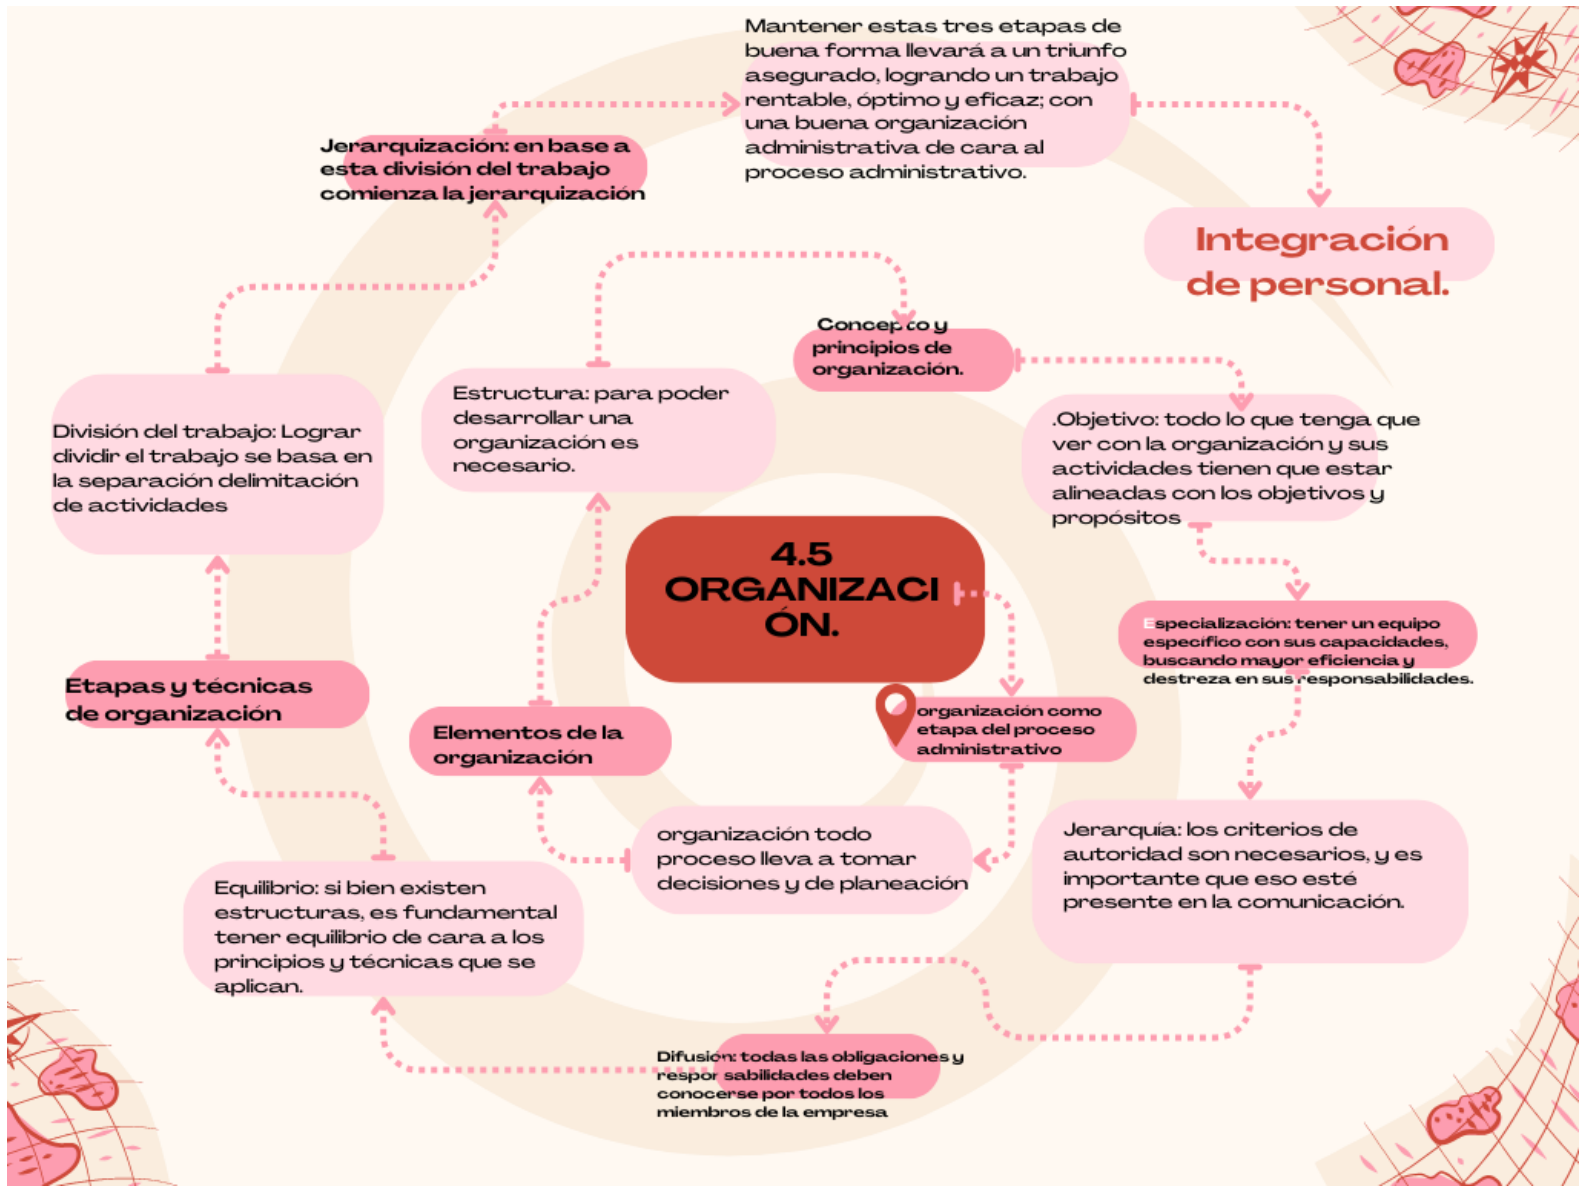 4.5
ORGANIZACI
ÓN.
organización como
etapa del proceso
administrativo
organización todo
proceso lleva a tomar
decisiones y de planeación
Elementos de la
organización
Estructura: para poder
desarrollar una
organización es
necesario.
Concepto y
principios de
organización.
.Objetivo: todo lo que tenga que
ver con la organización y sus
actividades tienen que estar
alineadas con los objetivos y
propósitos
Especialización: tener un equipo
específico con sus capacidades,
buscando mayor eficiencia y
destreza en sus responsabilidades.
Jerarquía: los criterios de
autoridad son necesarios, y es
importante que eso esté
presente en la comunicación.
Difusión: todas las obligaciones y
responsabilidades deben
conocerse por todos los
miembros de la empresa
Equilibrio: si bien existen
estructuras, es fundamental
tener equilibrio de cara a los
principios y técnicas que se
aplican.
Etapas y técnicas
de organización
División del trabajo: Lograr
dividir el trabajo se basa en
la separación delimitación
de actividades
Jerarquización: en base a
esta división del trabajo
comienza la jerarquización
Mantener estas tres etapas de
buena forma llevará a un triunfo
asegurado, logrando un trabajo
rentable, óptimo y eficaz; con
una buena organización
administrativa de cara al
proceso administrativo.
Integración
de personal.